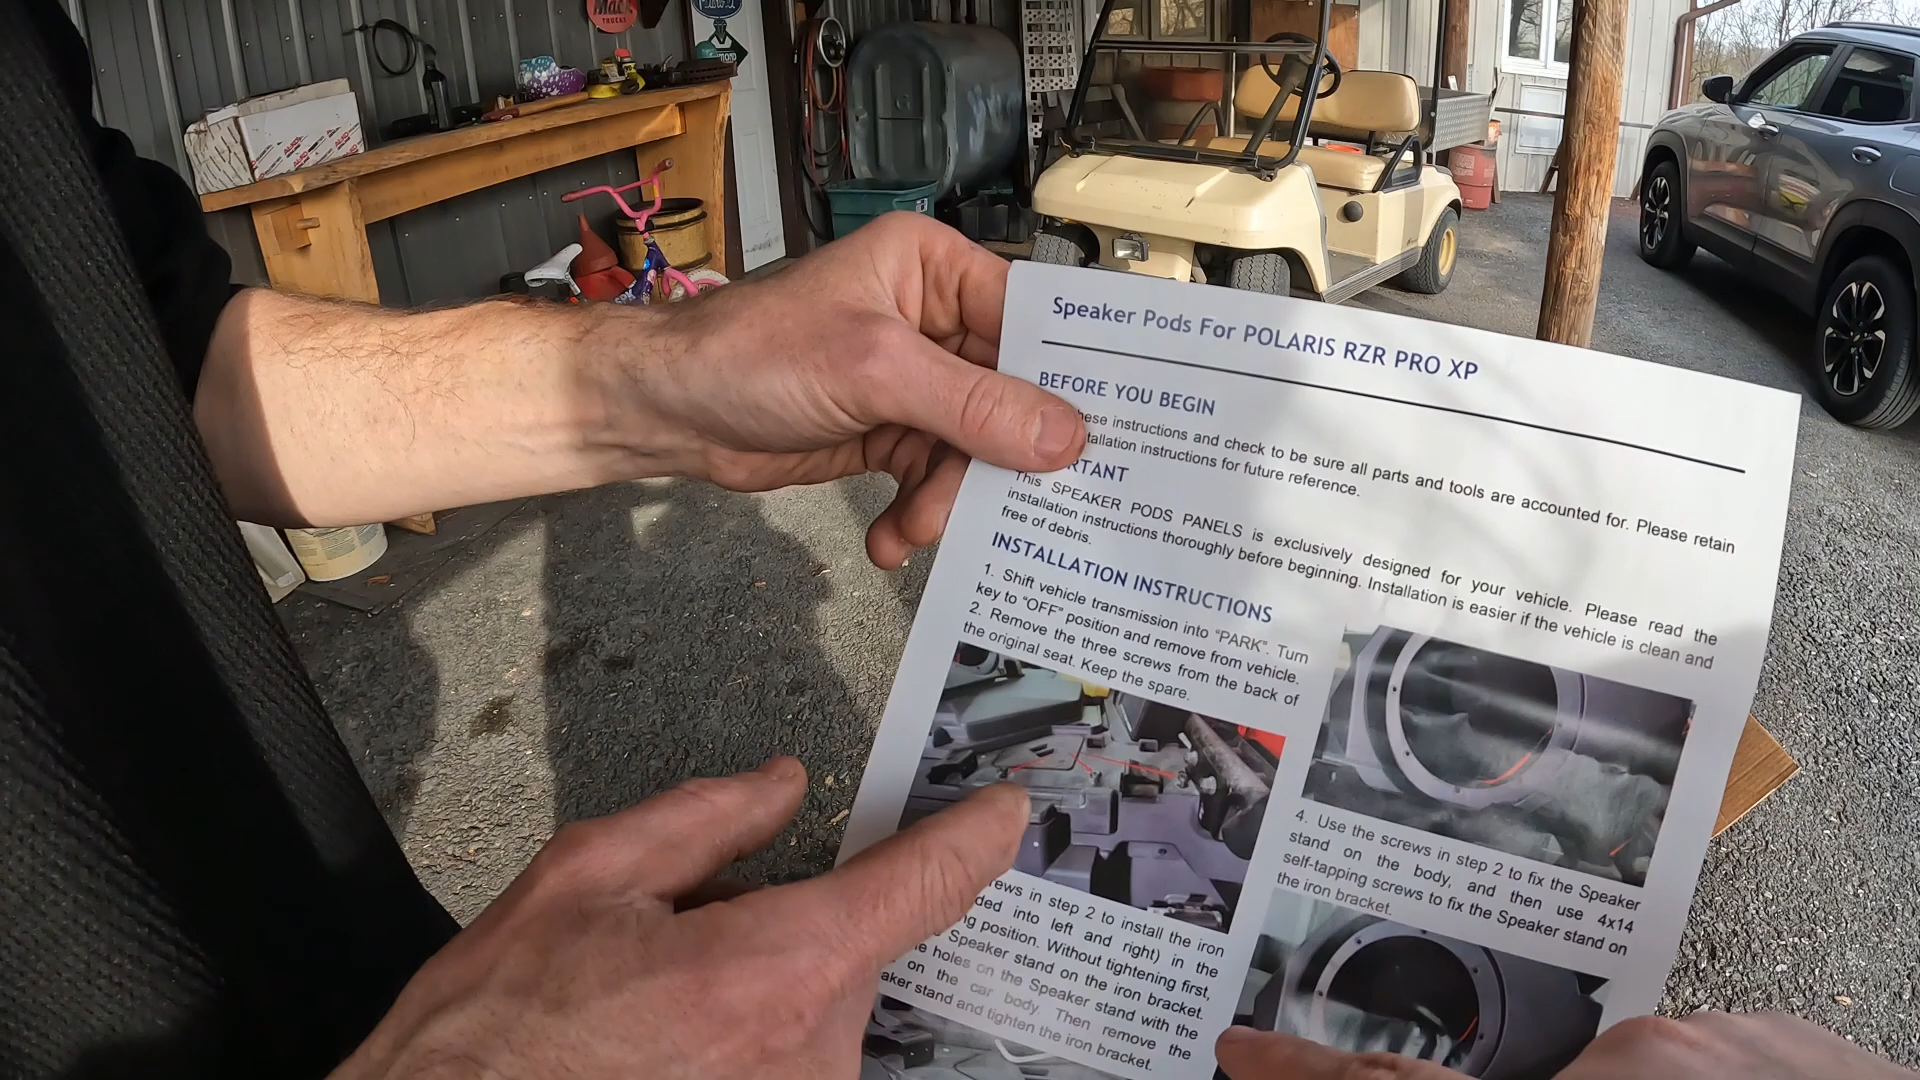 Mack
TRUCKS
ALKO
Speaker Pods For POLARIS RZR PRO XP
BEFORE YOU BEGIN
these instructions and check to be sure all parts and tools are accounted for. Please retain
installation instructions for future reference.
IMPORTANT
This SPEAKER PODS PANELS is exclusively designed for your vehicle. Please read the
installation instructions thoroughly before beginning. Installation is easier if the vehicle is clean and
free of debris.
INSTALLATION INSTRUCTIONS
1. Shift vehicle transmission into "PARK". Turn
key to "OFF" position and remove from vehicle.
2. Remove the three screws from the back of
the original seat. Keep the spare.
screws in step 2 to install the iron
into left and right) in the
position. Without tightening first,
Speaker stand on the iron bracket.
holes on the Speaker stand with the
on the car body. Then remove the
speaker stand and tighten the iron bracket.
4. Use the screws in step 2 to fix the Speaker
stand on the body, and then use 4x14
self-tapping screws to fix the Speaker stand on
the iron bracket.